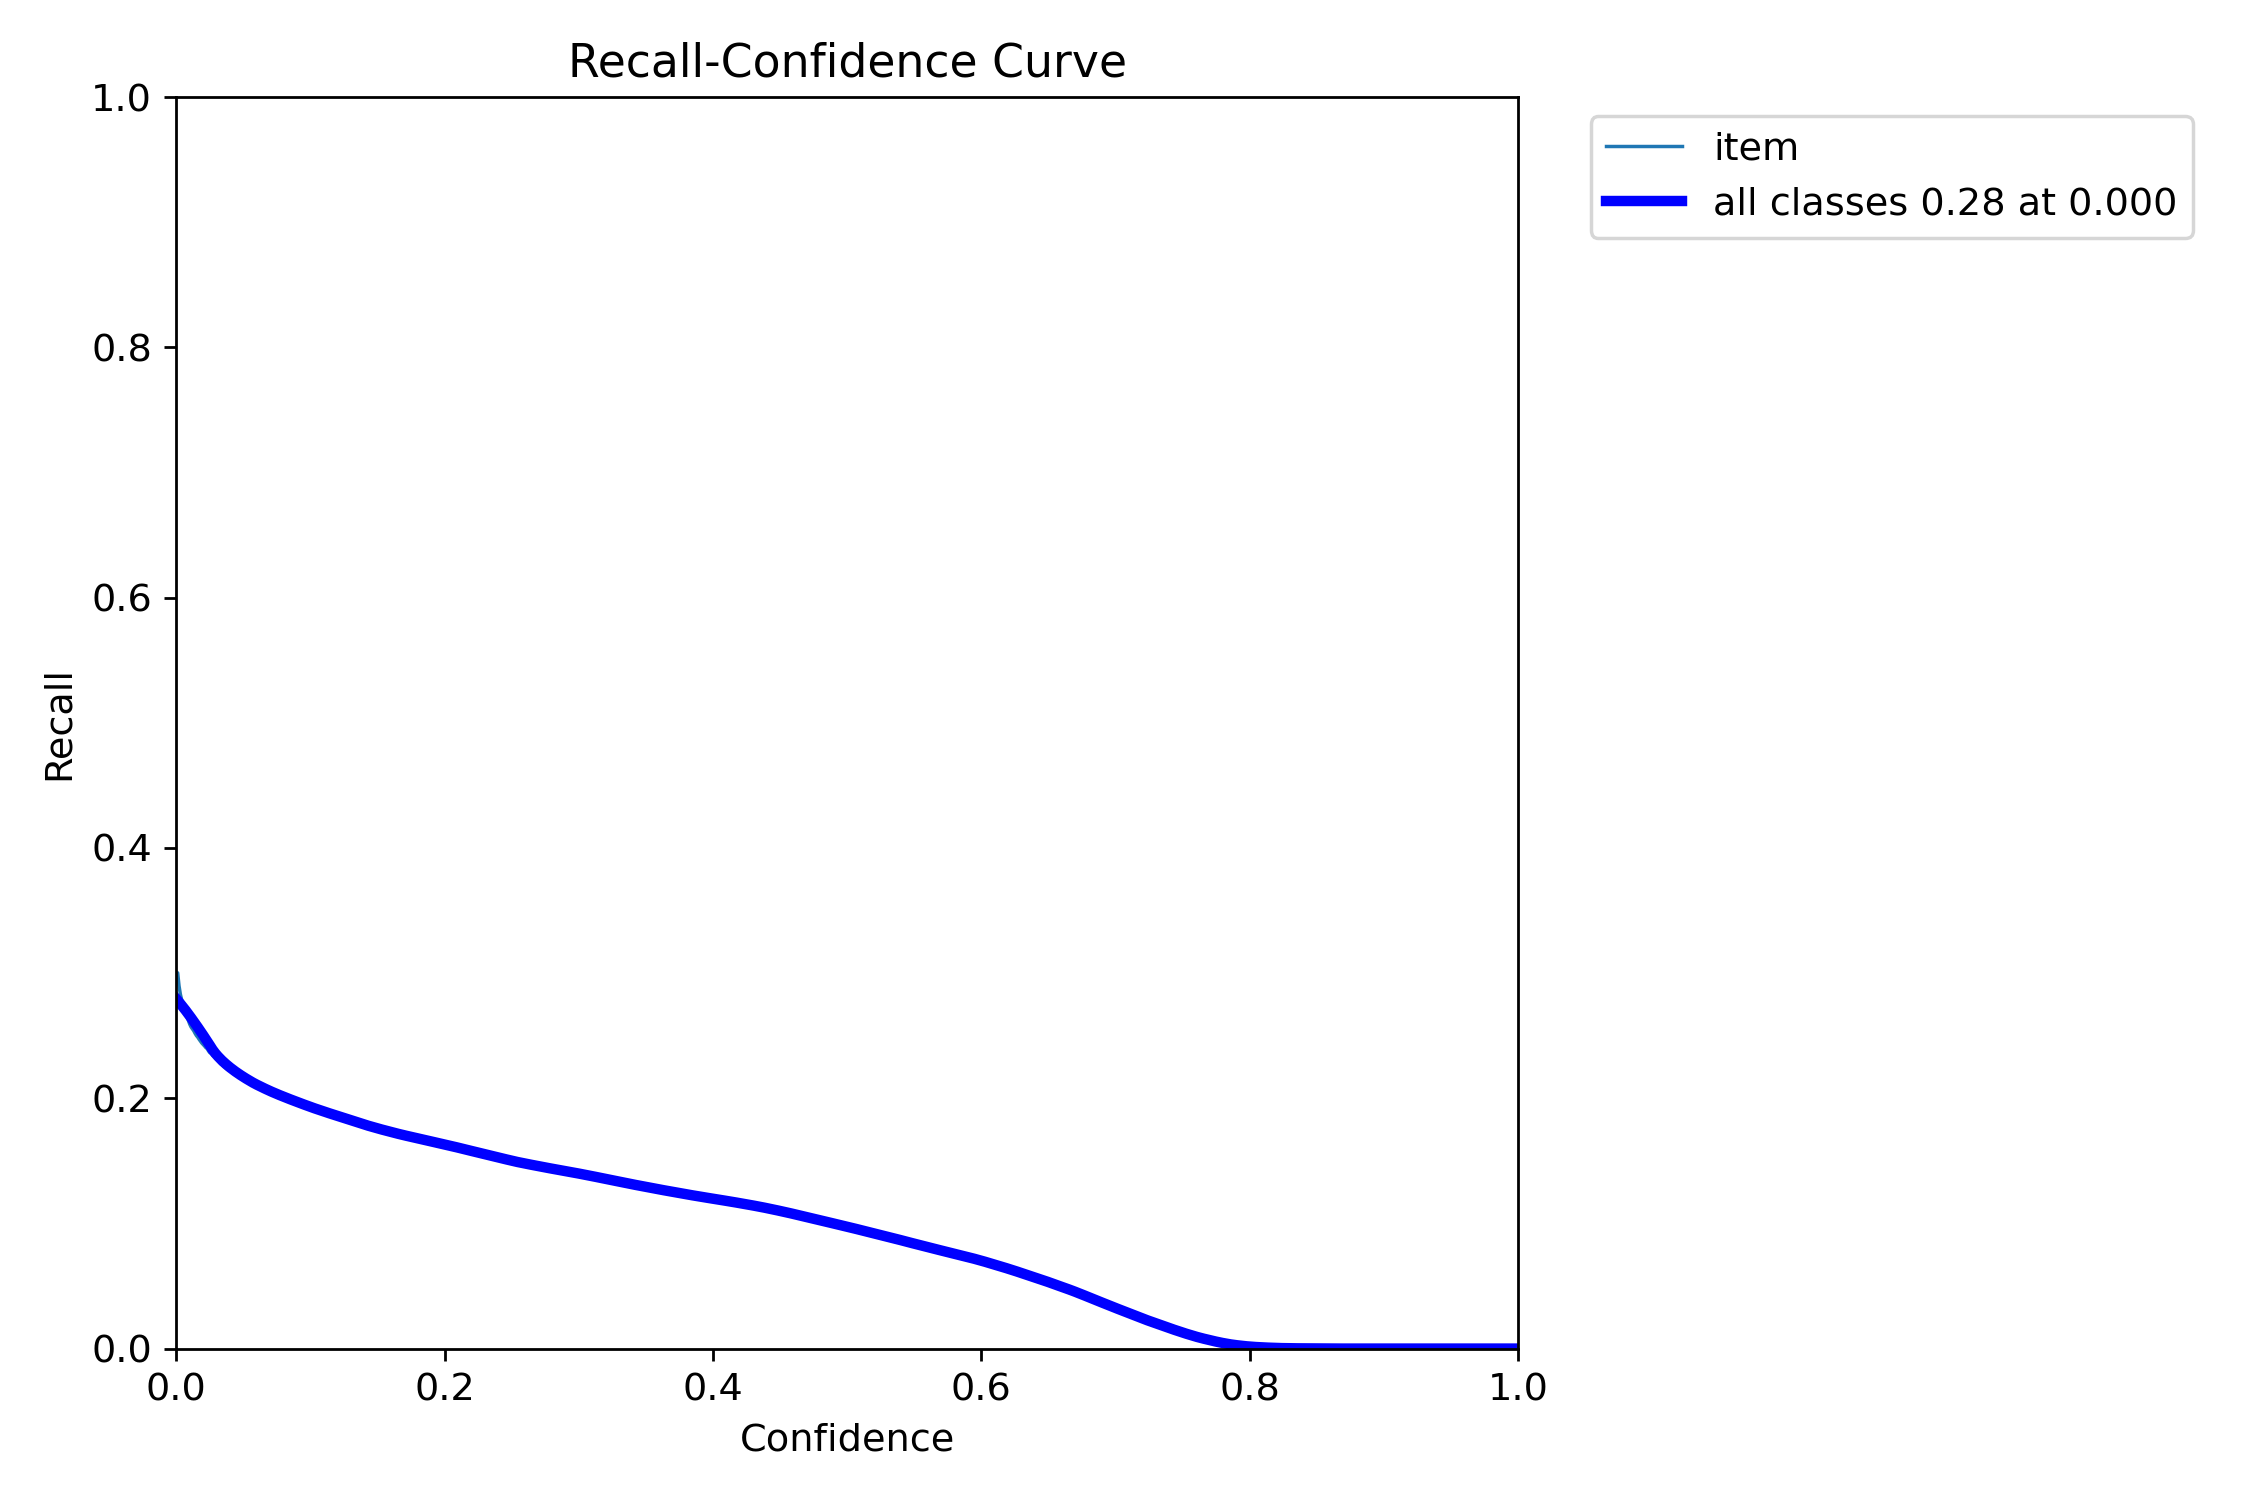 Recall-Confidence Curve
1.0
0.8
0.6
0.4
0.2
0.0
Recall
0.0 0.2 0.4 0.6 0.8 1.0
Confidence
item
all classes 0.28 at 0.000